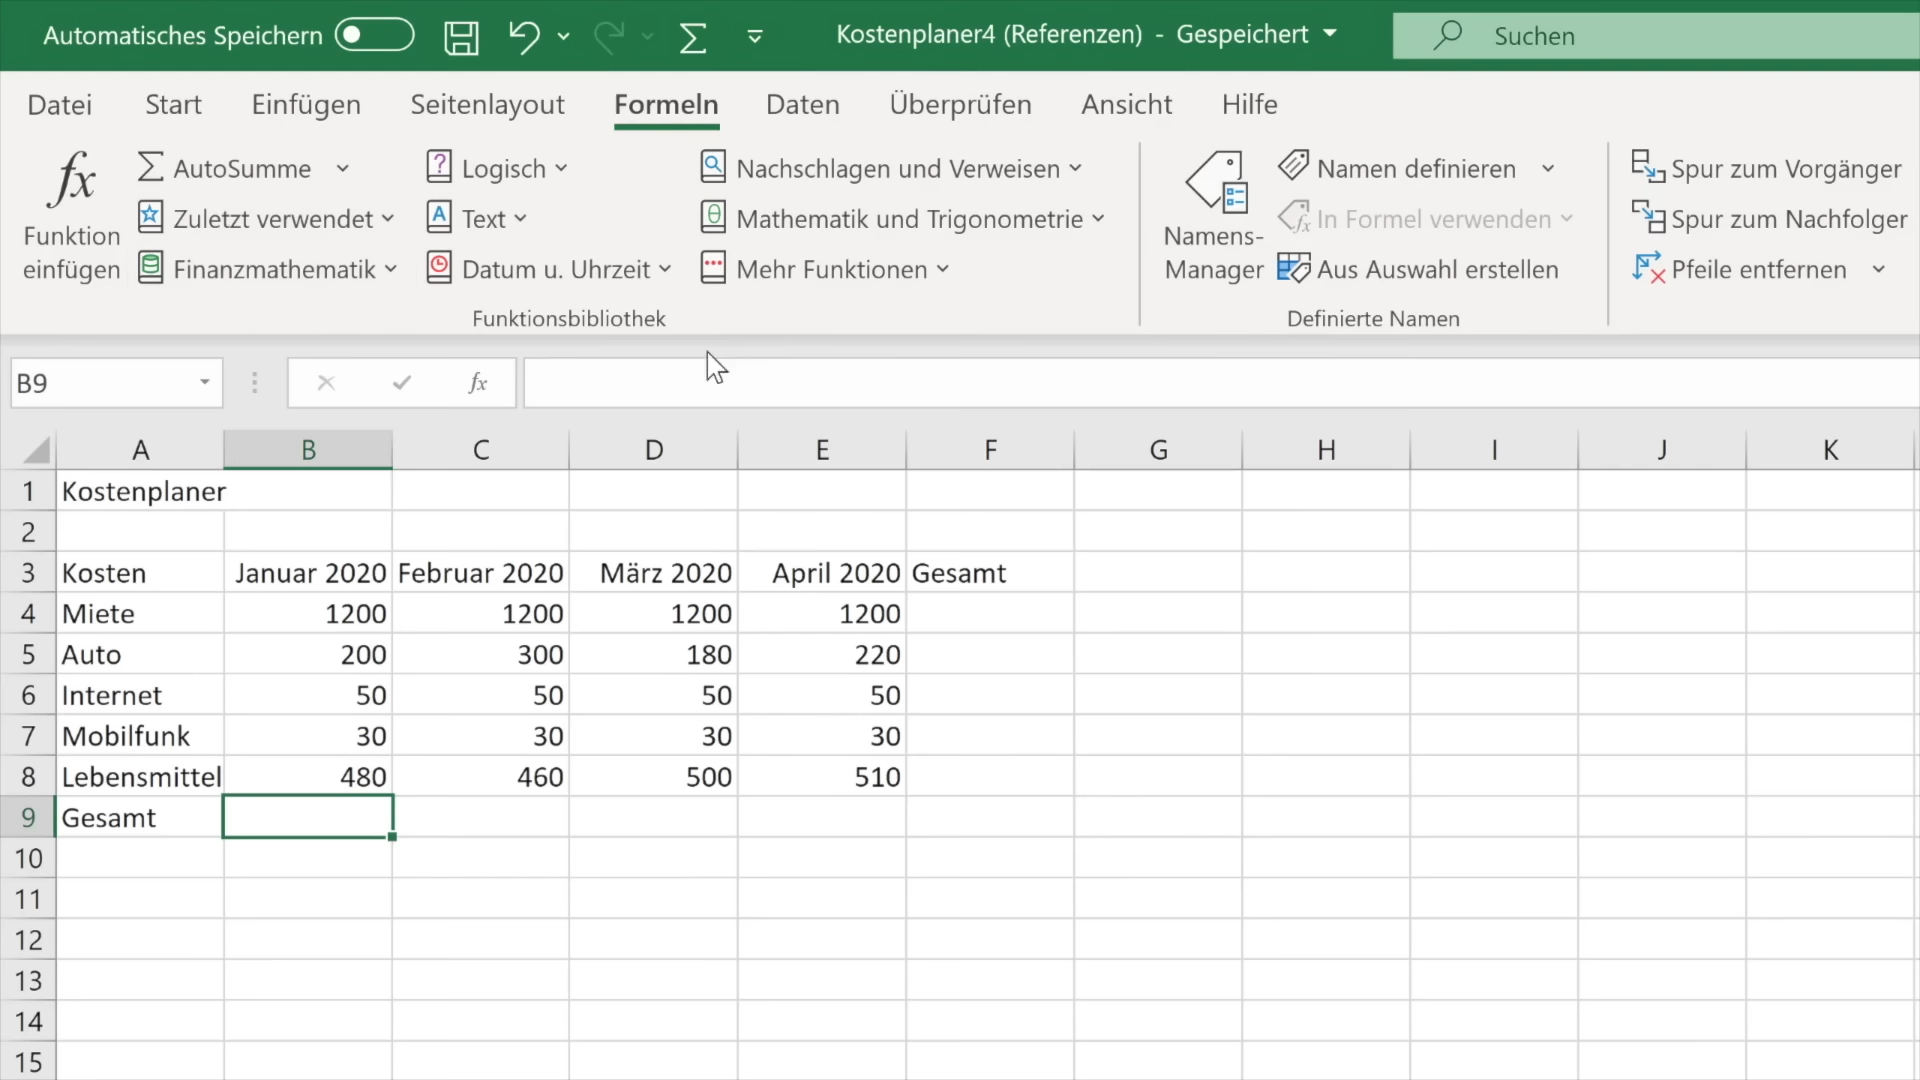 Automatisches Speichern
Kostenplaner4 (Referenzen) - Gespeichert
Suchen
Datei Start Einfügen Seitenlayout Formeln Daten Überprüfen Ansicht Hilfe
fx
Funktion
einfügen
AutoSumme
Zuletzt verwendet
Finanzmathematik
Logisch
Text
Datum u. Uhrzeit
Nachschlagen und Verweisen
Mathematik und Trigonometrie
Mehr Funktionen
Funktionsbibliothek
Namens-
Manager
Namen definieren
In Formel verwenden
Aus Auswahl erstellen
Definierte Namen
Spur zum Vorgänger
Spur zum Nachfolger
Pfeile entfernen
B9 fx
A B C D E F G H I J K
1 Kostenplaner
2
3 Kosten Januar 2020 Februar 2020 März 2020 April 2020 Gesamt
4 Miete 1200 1200 1200 1200
5 Auto 200 300 180 220
6 Internet 50 50 50 50
7 Mobilfunk 30 30 30 30
8 Lebensmittel 480 460 500 510
9 Gesamt
10
11
12
13
14
15